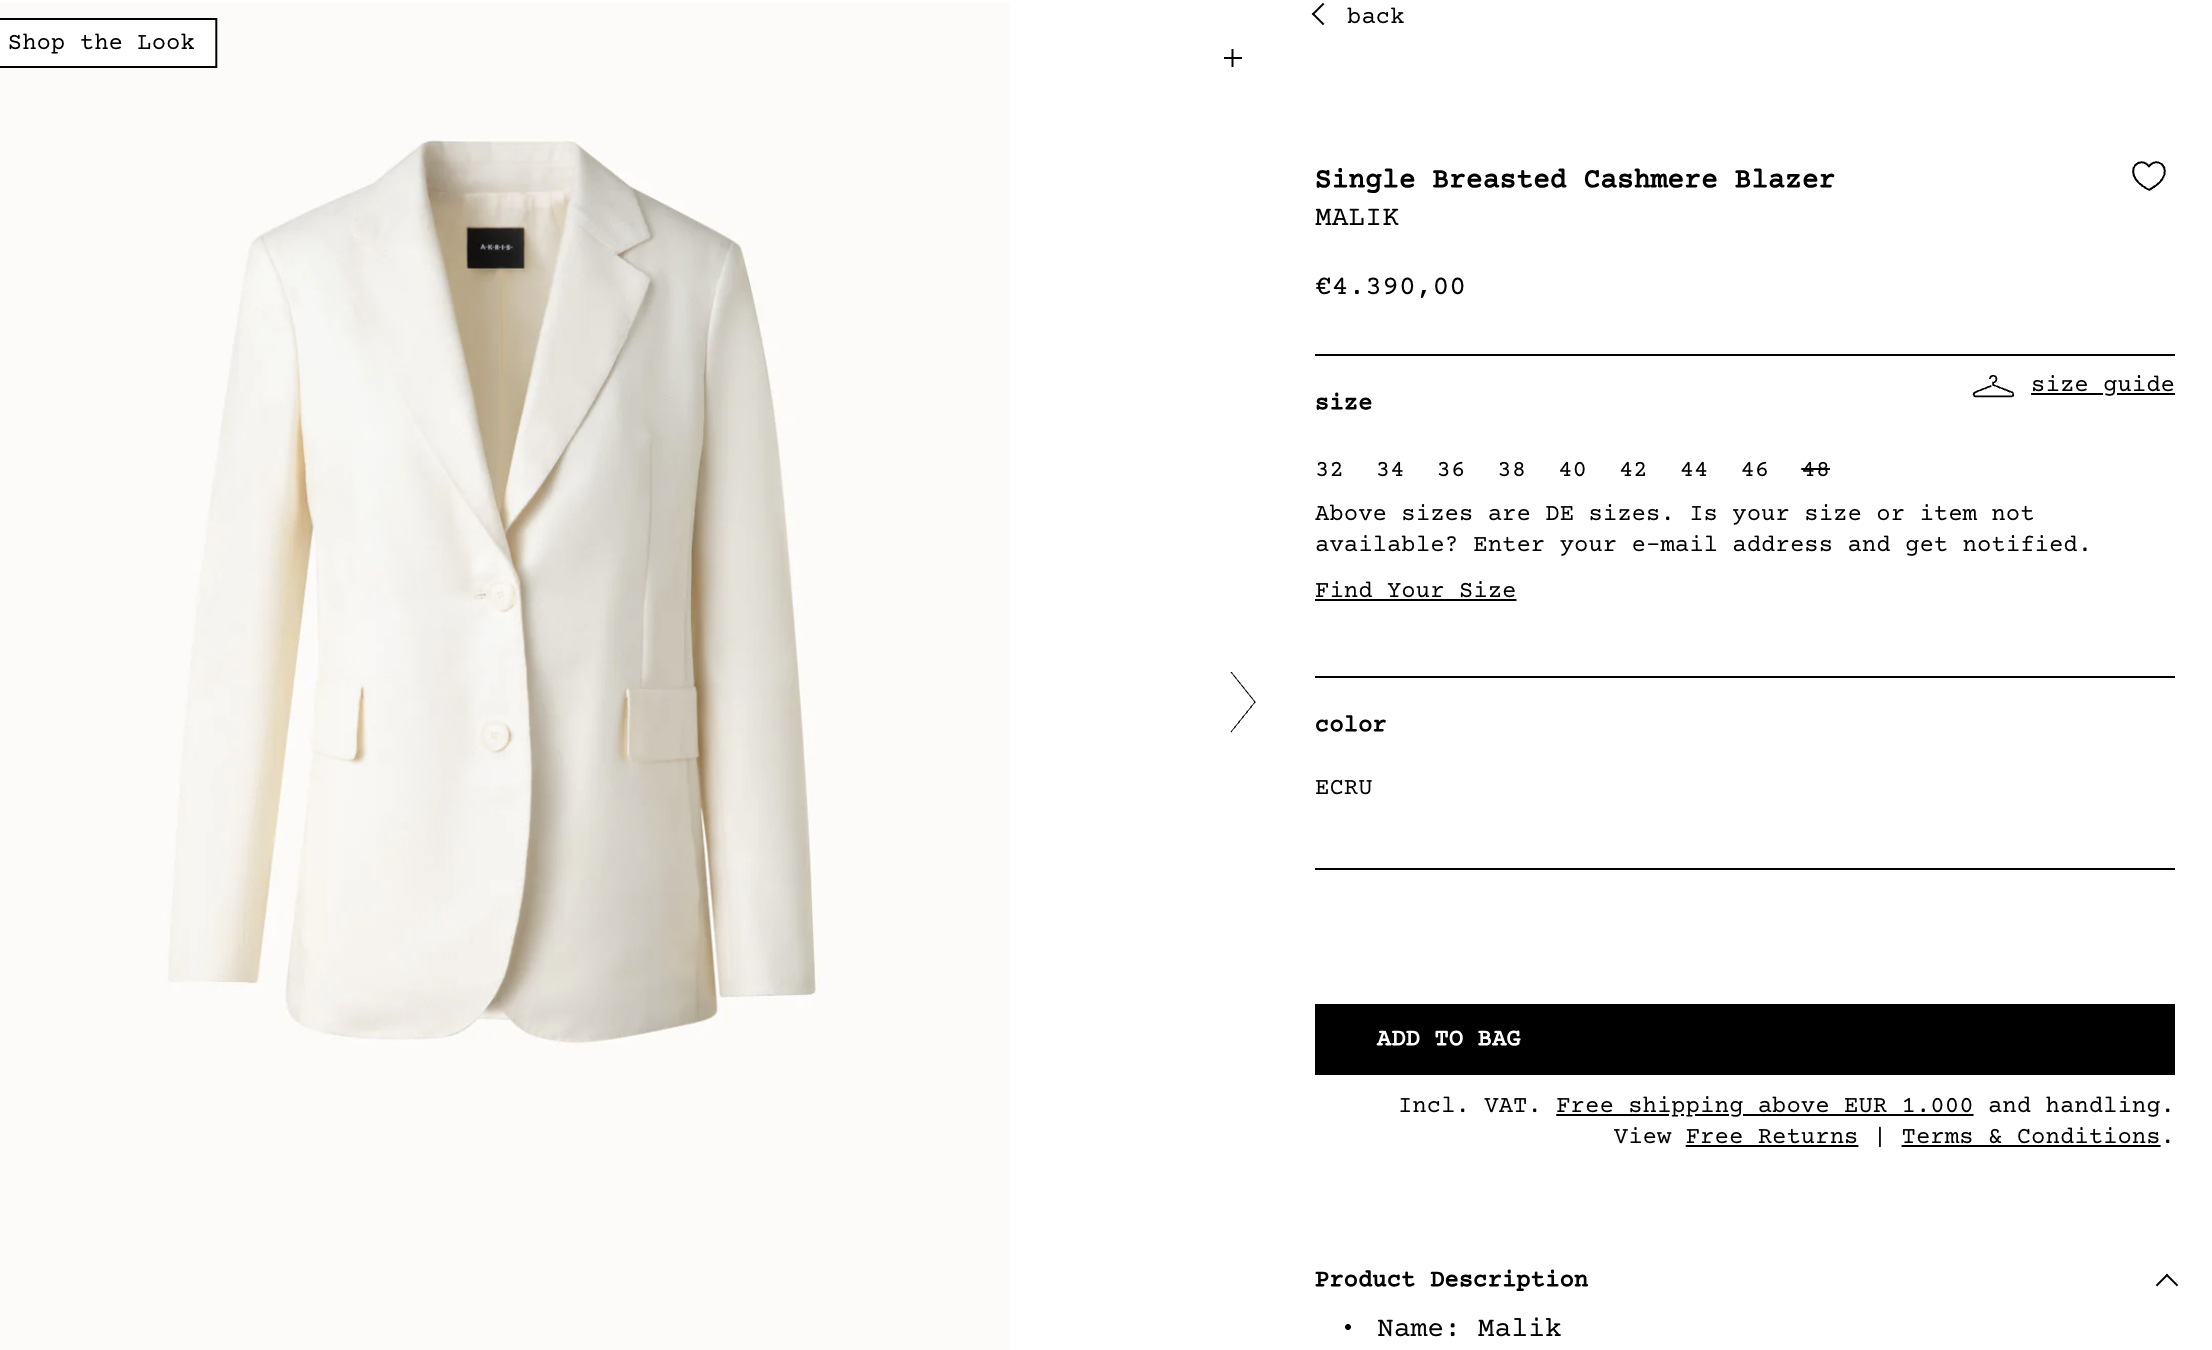 Shop the Look
A-K-R-I-S-
back
Single Breasted Cashmere Blazer
MALIK
€4.390,00
size
size guide
32 34 36 38 40 42 44 46 48
Above sizes are DE sizes. Is your size or item not
available? Enter your e-mail address and get notified.
Find Your Size
color
ECRU
ADD TO BAG
Incl. VAT. Free shipping above EUR 1.000 and handling.
View Free Returns | Terms & Conditions.
Product Description
• Name: Malik